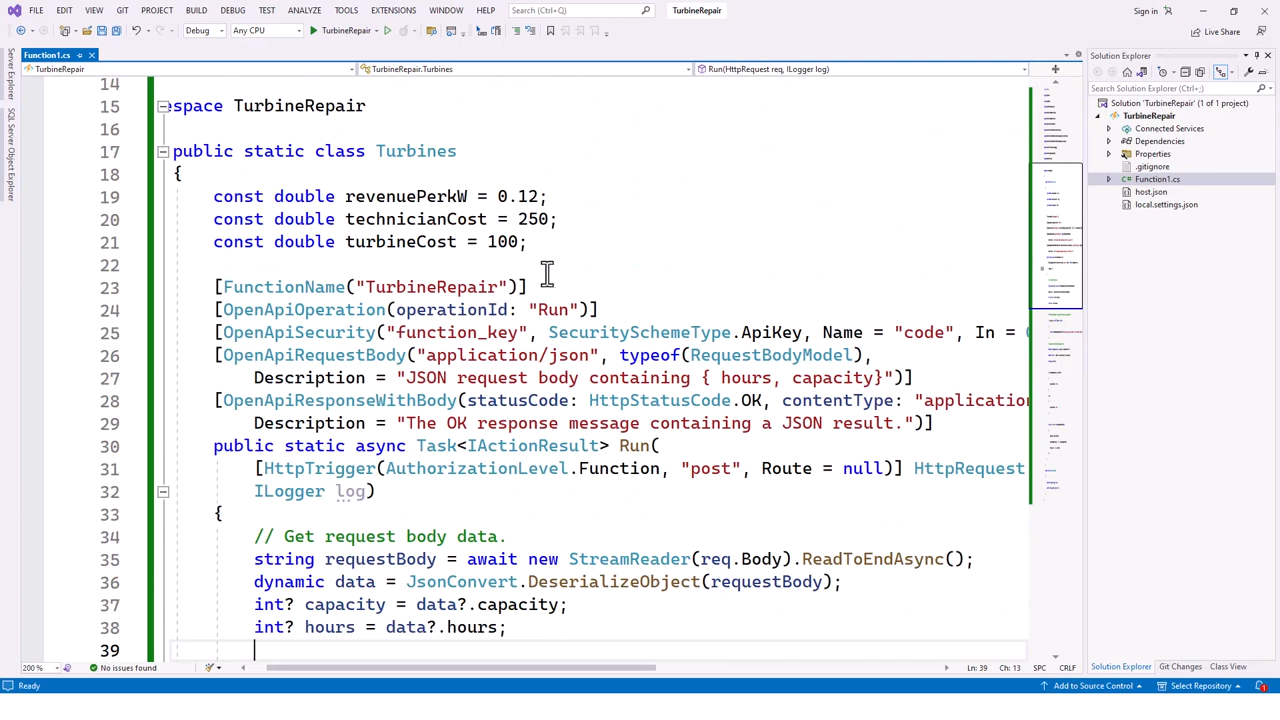 FILE EDIT VIEW GIT PROJECT BUILD DEBUG TEST ANALYZE TOOLS EXTENSIONS WINDOW HELP Search (Ctrl+Q) TurbineRepair Sign in
Debug Any CPU TurbineRepair Live Share
Function1.cs
TurbineRepair TurbineRepair.Turbines Run(HttpRequest req, ILogger log)
Server Explorer
SQL Server Object Explorer
14
15 espace TurbineRepair
16
17 public static class Turbines
18 {
19 const double revenuePerkW = 0.12;
20 const double technicianCost = 250;
21 const double turbineCost = 100;
22
23 [FunctionName("TurbineRepair")]
24 [OpenApiOperation(operationId: "Run")]
25 [OpenApiSecurity("function_key", SecuritySchemeType.ApiKey, Name = "code", In =
26 [OpenApiRequestBody("application/json", typeof(RequestBodyModel),
27 Description = "JSON request body containing { hours, capacity}")]
28 [OpenApiResponseWithBody(statusCode: HttpStatusCode.OK, contentType: "application
29 Description = "The OK response message containing a JSON result.")]
30 public static async Task<IActionResult> Run(
31 [HttpTrigger(AuthorizationLevel.Function, "post", Route = null)] HttpRequest
32 ILogger log)
33 {
34 // Get request body data.
35 string requestBody = await new StreamReader(req.Body).ReadToEndAsync();
36 dynamic data = JsonConvert.DeserializeObject(requestBody);
37 int? capacity = data?.capacity;
38 int? hours = data?.hours;
39
200 % No issues found Ln: 39 Ch: 13 SPC CRLF
Solution Explorer
Search Solution Explorer (Ctrl+;)
Solution 'TurbineRepair' (1 of 1 project)
TurbineRepair
Connected Services
Dependencies
Properties
.gitignore
Function1.cs
host.json
local.settings.json
Solution Explorer Git Changes Class View
Ready Add to Source Control Select Repository 1